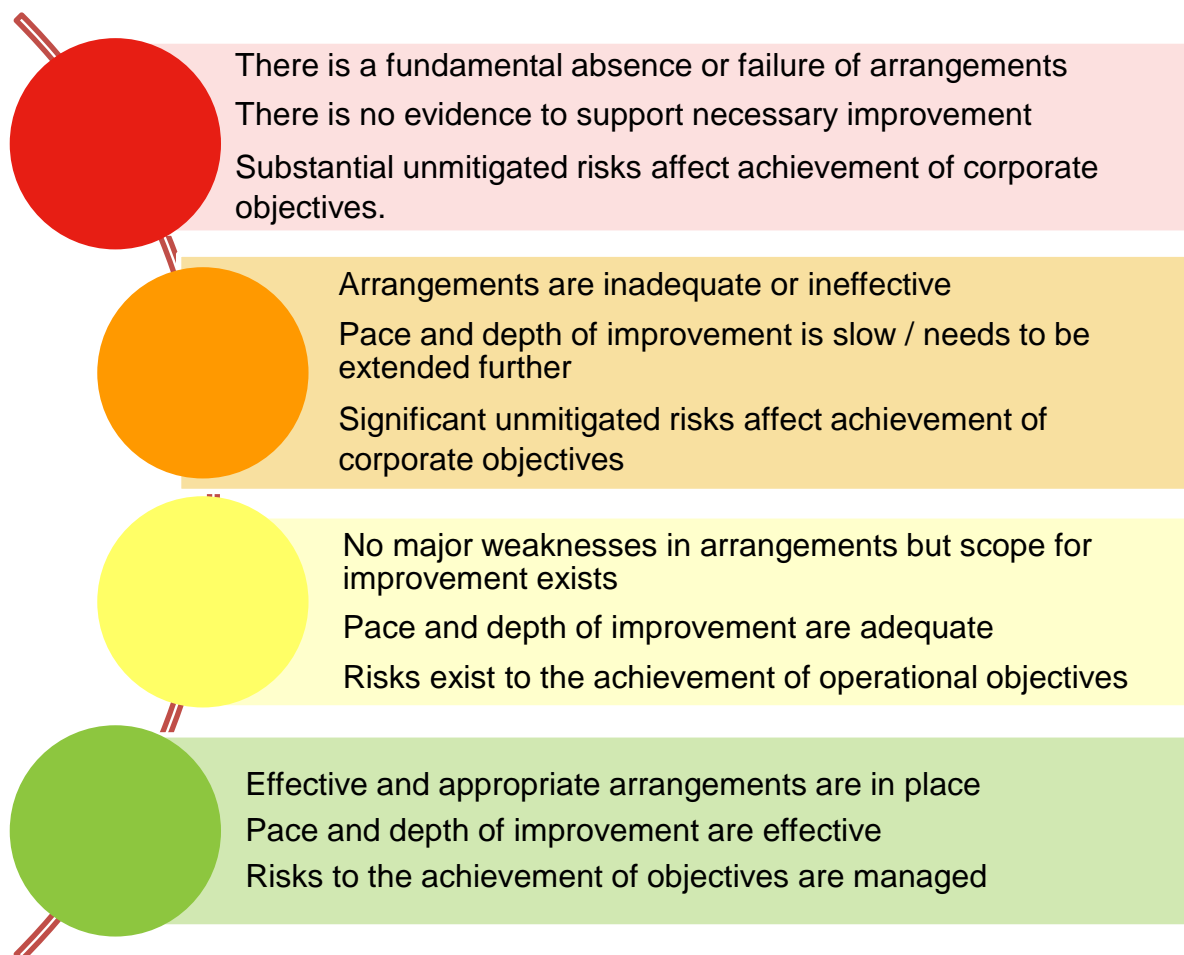 There is a fundamental absence or failure of arrangements
There is no evidence to support necessary improvement
Substantial unmitigated risks affect achievement of corporate
objectives.
Arrangements are inadequate or ineffective
Pace and depth of improvement is slow / needs to be
extended further
Significant unmitigated risks affect achievement of
corporate objectives
No major weaknesses in arrangements but scope for
improvement exists
Pace and depth of improvement are adequate
Risks exist to the achievement of operational objectives
Effective and appropriate arrangements are in place
Pace and depth of improvement are effective
Risks to the achievement of objectives are managed